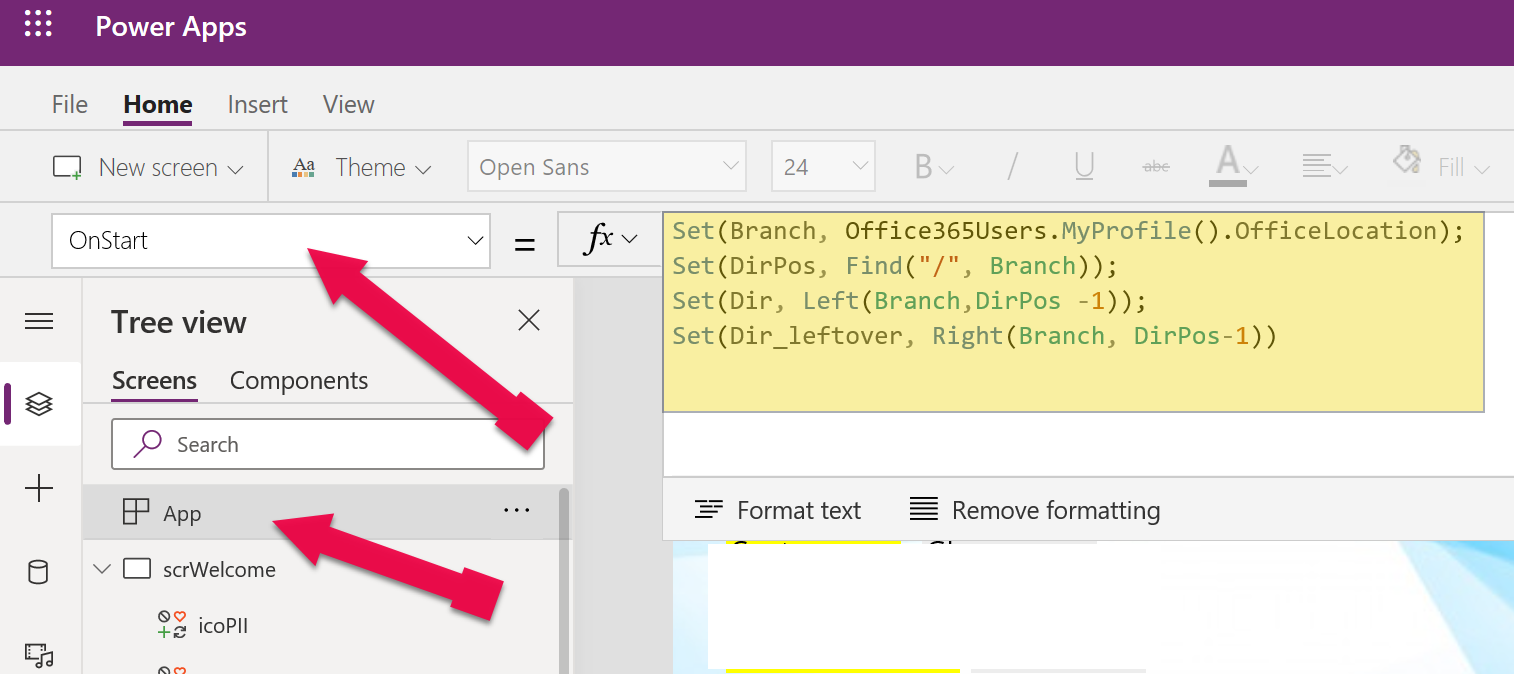 Power Apps
File Home Insert View
New screen Theme Open Sans 24 B / U abc A Fill
OnStart = fx
Set(Branch, Office365Users.MyProfile().OfficeLocation);
Set(DirPos, Find("/", Branch));
Set(Dir, Left(Branch,DirPos -1));
Set(Dir_leftover, Right(Branch, DirPos-1))
Tree view
Screens Components
Search
App ...
Format text Remove formatting
scrWelcome
icoPII